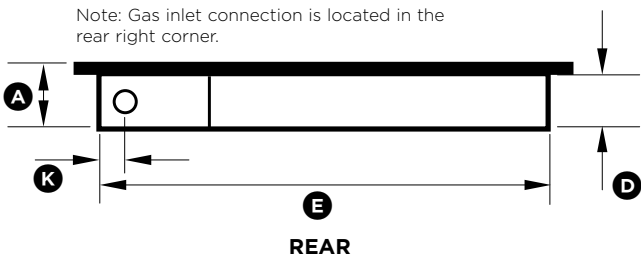 Note: Gas inlet connection is located in the
rear right corner.
A
K
E
D
REAR